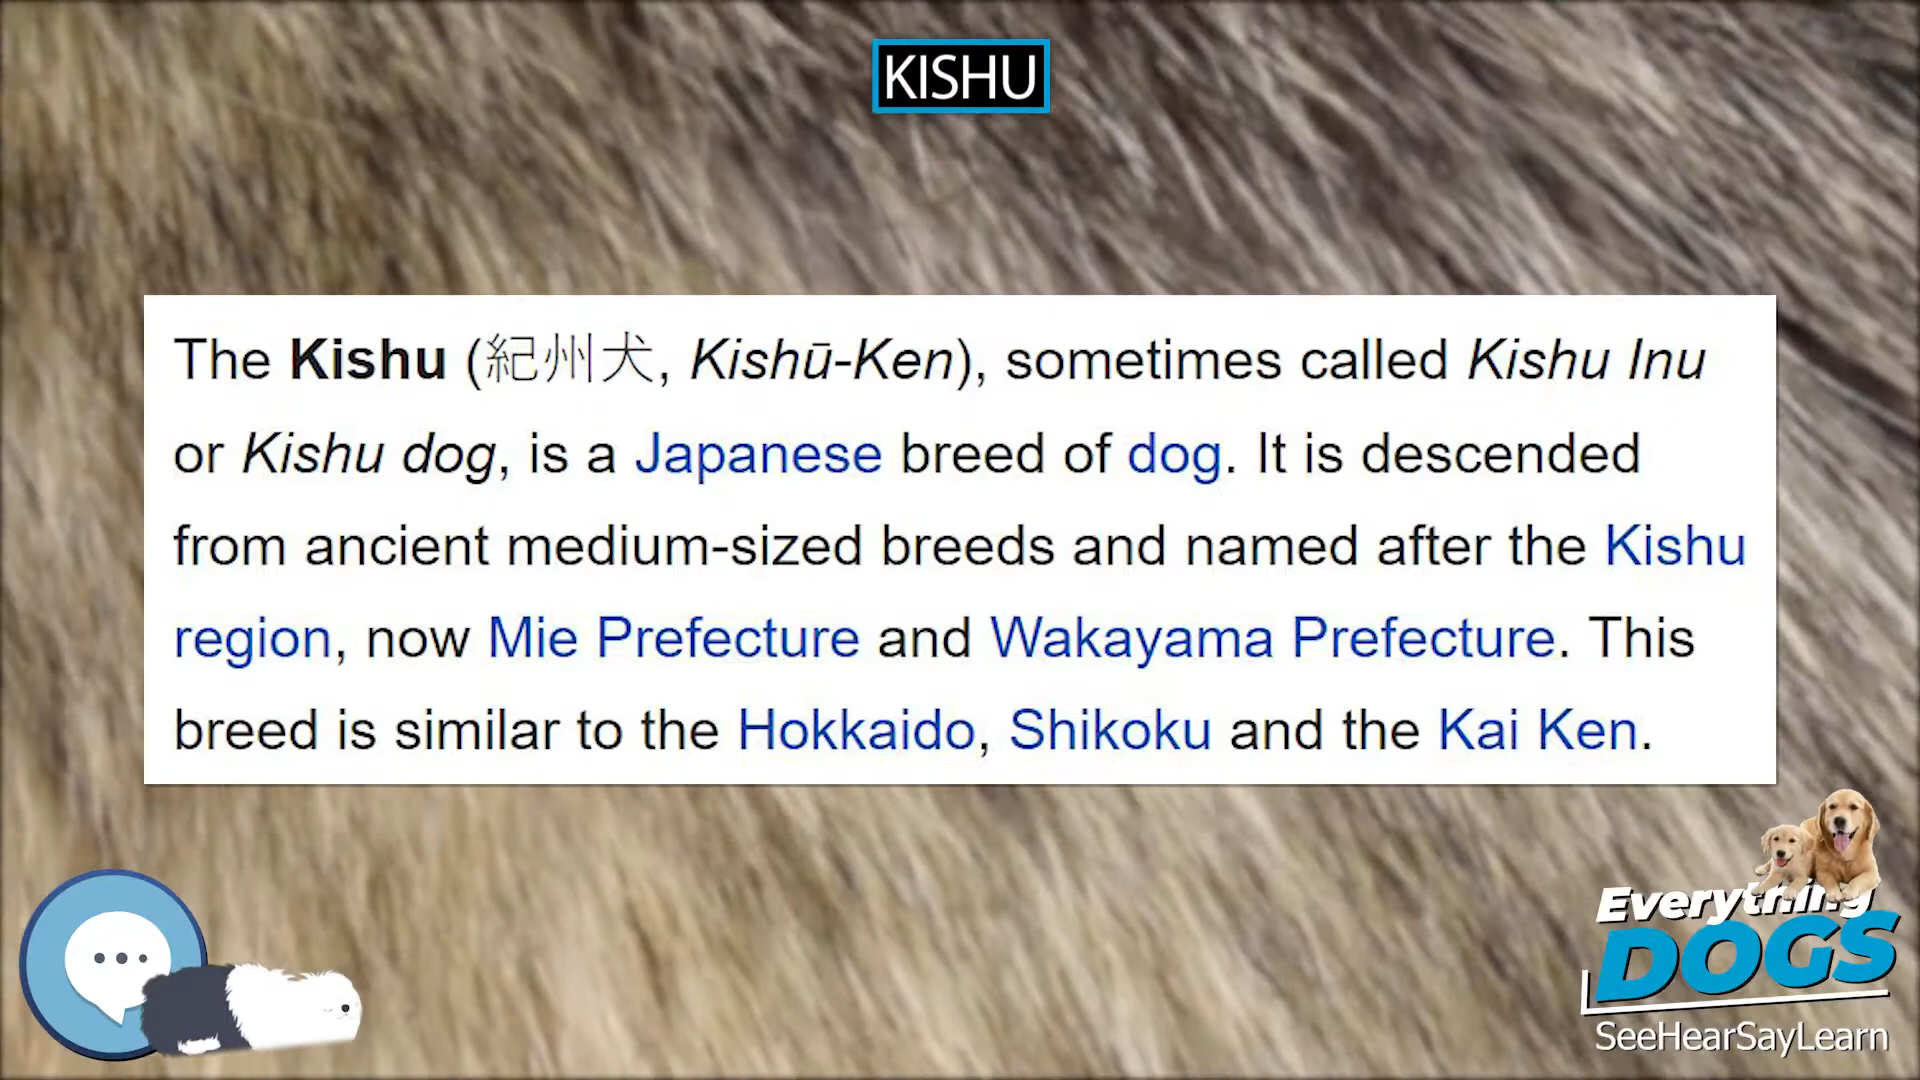 KISHU
The Kishu (紀州犬, Kishū-Ken), sometimes called Kishu Inu
or Kishu dog, is a Japanese breed of dog. It is descended
from ancient medium-sized breeds and named after the Kishu
region, now Mie Prefecture and Wakayama Prefecture. This
breed is similar to the Hokkaido, Shikoku and the Kai Ken.
Everything
DOGS
SeeHearSayLearn